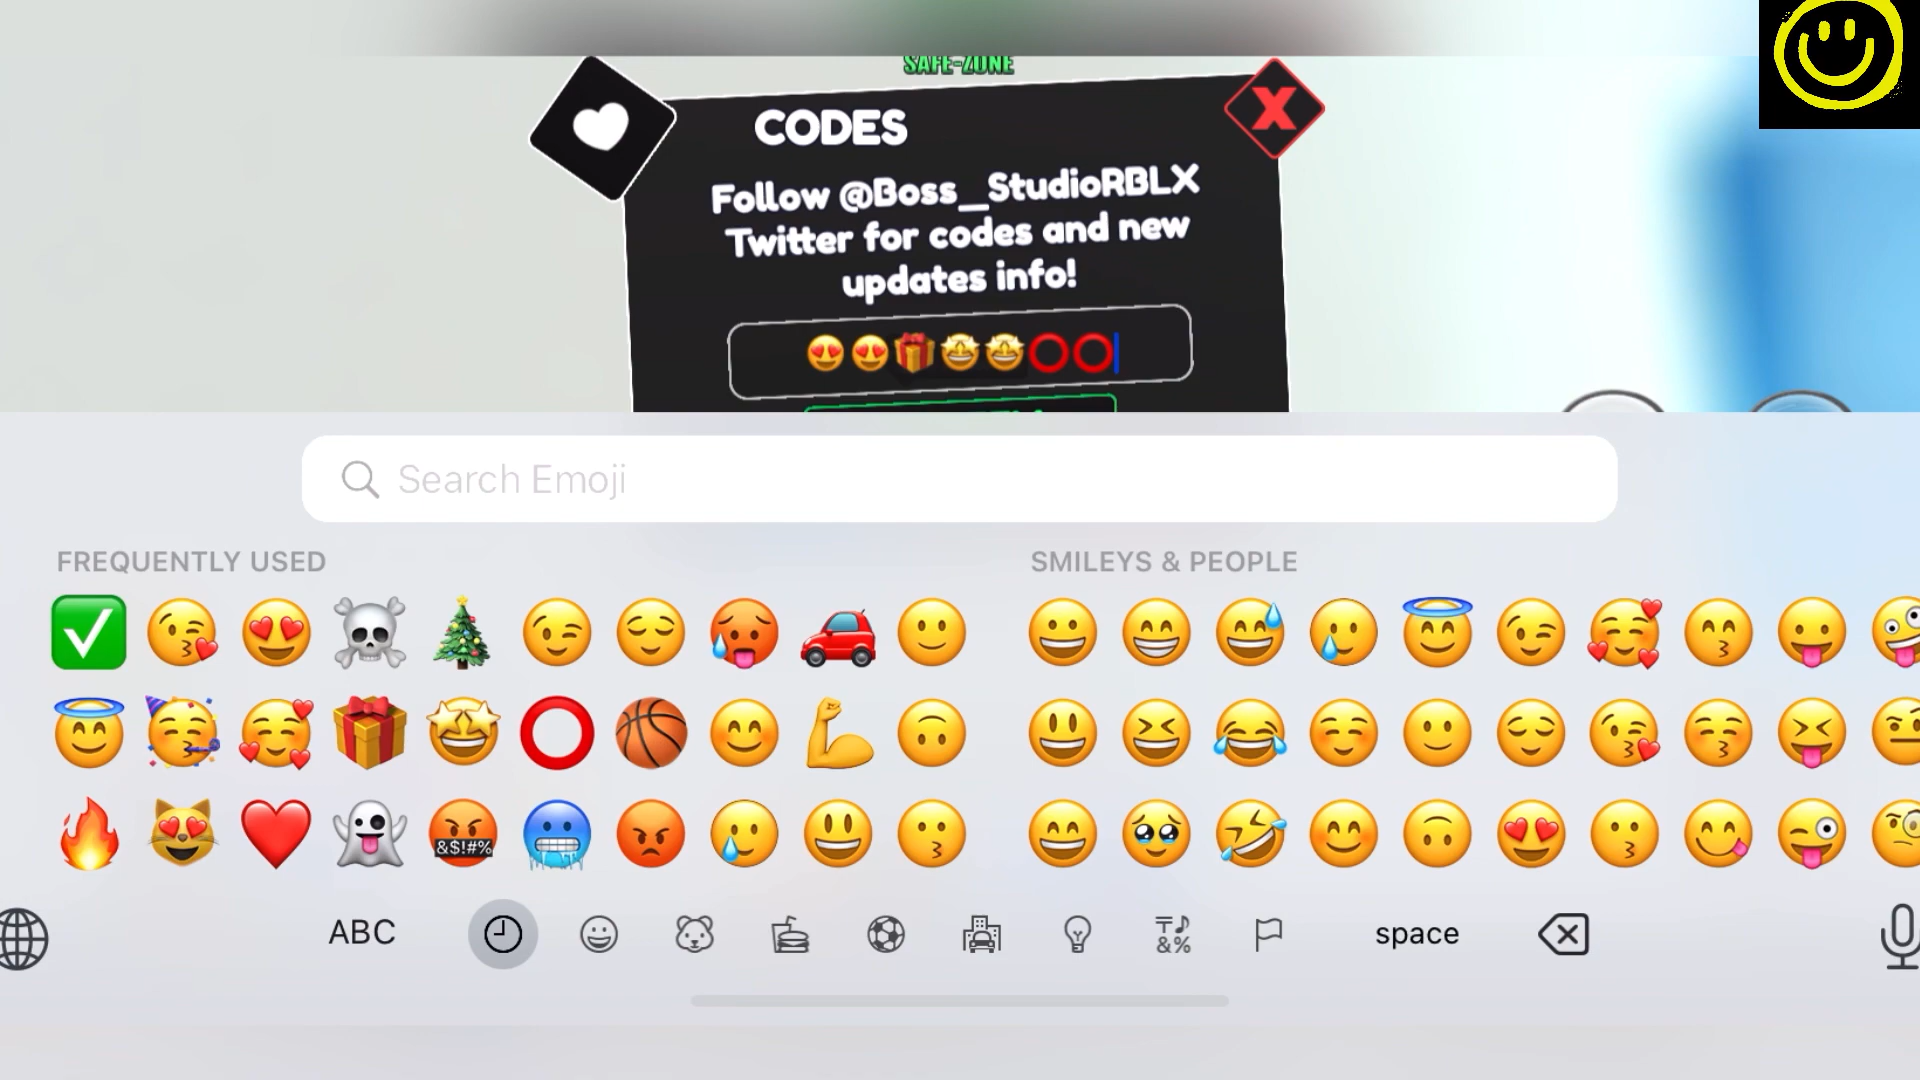 SAFE-ZONE
CODES
Follow @Boss_StudioRBLX
Twitter for codes and new
updates info!
😍😍🎁🤩🤩⭕⭕
Search Emoji
FREQUENTLY USED
SMILEYS & PEOPLE
&$!#%
ABC
space